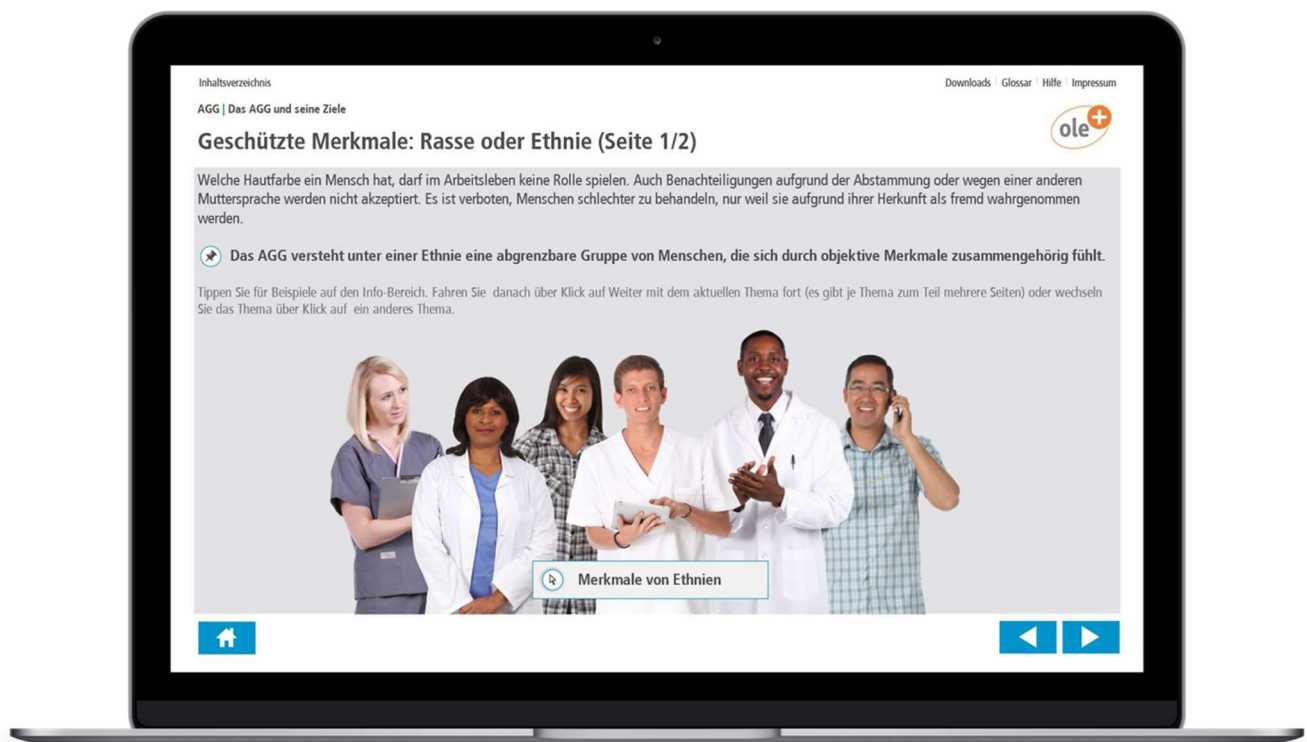 Inhaltsverzeichnis
Downloads Glossar Hilfe Impressum
AGG | Das AGG und seine Ziele
ole+
Geschützte Merkmale: Rasse oder Ethnie (Seite 1/2)
Welche Hautfarbe ein Mensch hat, darf im Arbeitsleben keine Rolle spielen. Auch Benachteiligungen aufgrund der Abstammung oder wegen einer anderen
Muttersprache werden nicht akzeptiert. Es ist verboten, Menschen schlechter zu behandeln, nur weil sie aufgrund ihrer Herkunft als fremd wahrgenommen
werden.
Das AGG versteht unter einer Ethnie eine abgrenzbare Gruppe von Menschen, die sich durch objektive Merkmale zusammengehörig fühlt.
Tippen Sie für Beispiele auf den Info-Bereich. Fahren Sie danach über Klick auf Weiter mit dem aktuellen Thema fort (es gibt je Thema zum Teil mehrere Seiten) oder wechseln
Sie das Thema über Klick auf ein anderes Thema.
Merkmale von Ethnien